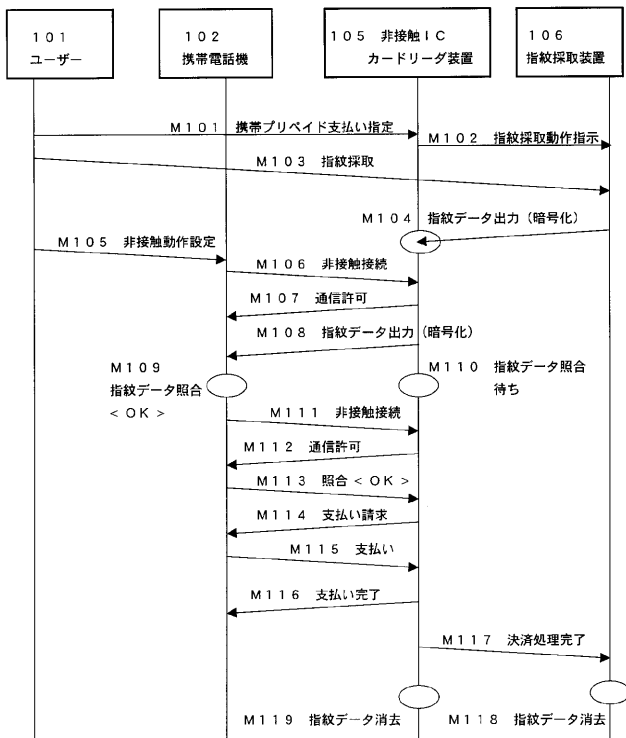 101
ユーザー
102
携帯電話機
105 非接触IC
カードリーダ装置
106
指紋採取装置
M101 携帯プリペイド支払い指定
M102 指紋採取動作指示
M103 指紋採取
M104 指紋データ出力(暗号化)
M105 非接触動作設定
M106 非接触接続
M107 通信許可
M108 指紋データ出力(暗号化)
M109
指紋データ照合
<OK>
M110 指紋データ照合
待ち
M111 非接触接続
M112 通信許可
M113 照合<OK>
M114 支払い請求
M115 支払い
M116 支払い完了
M117 決済処理完了
M119 指紋データ消去
M118 指紋データ消去